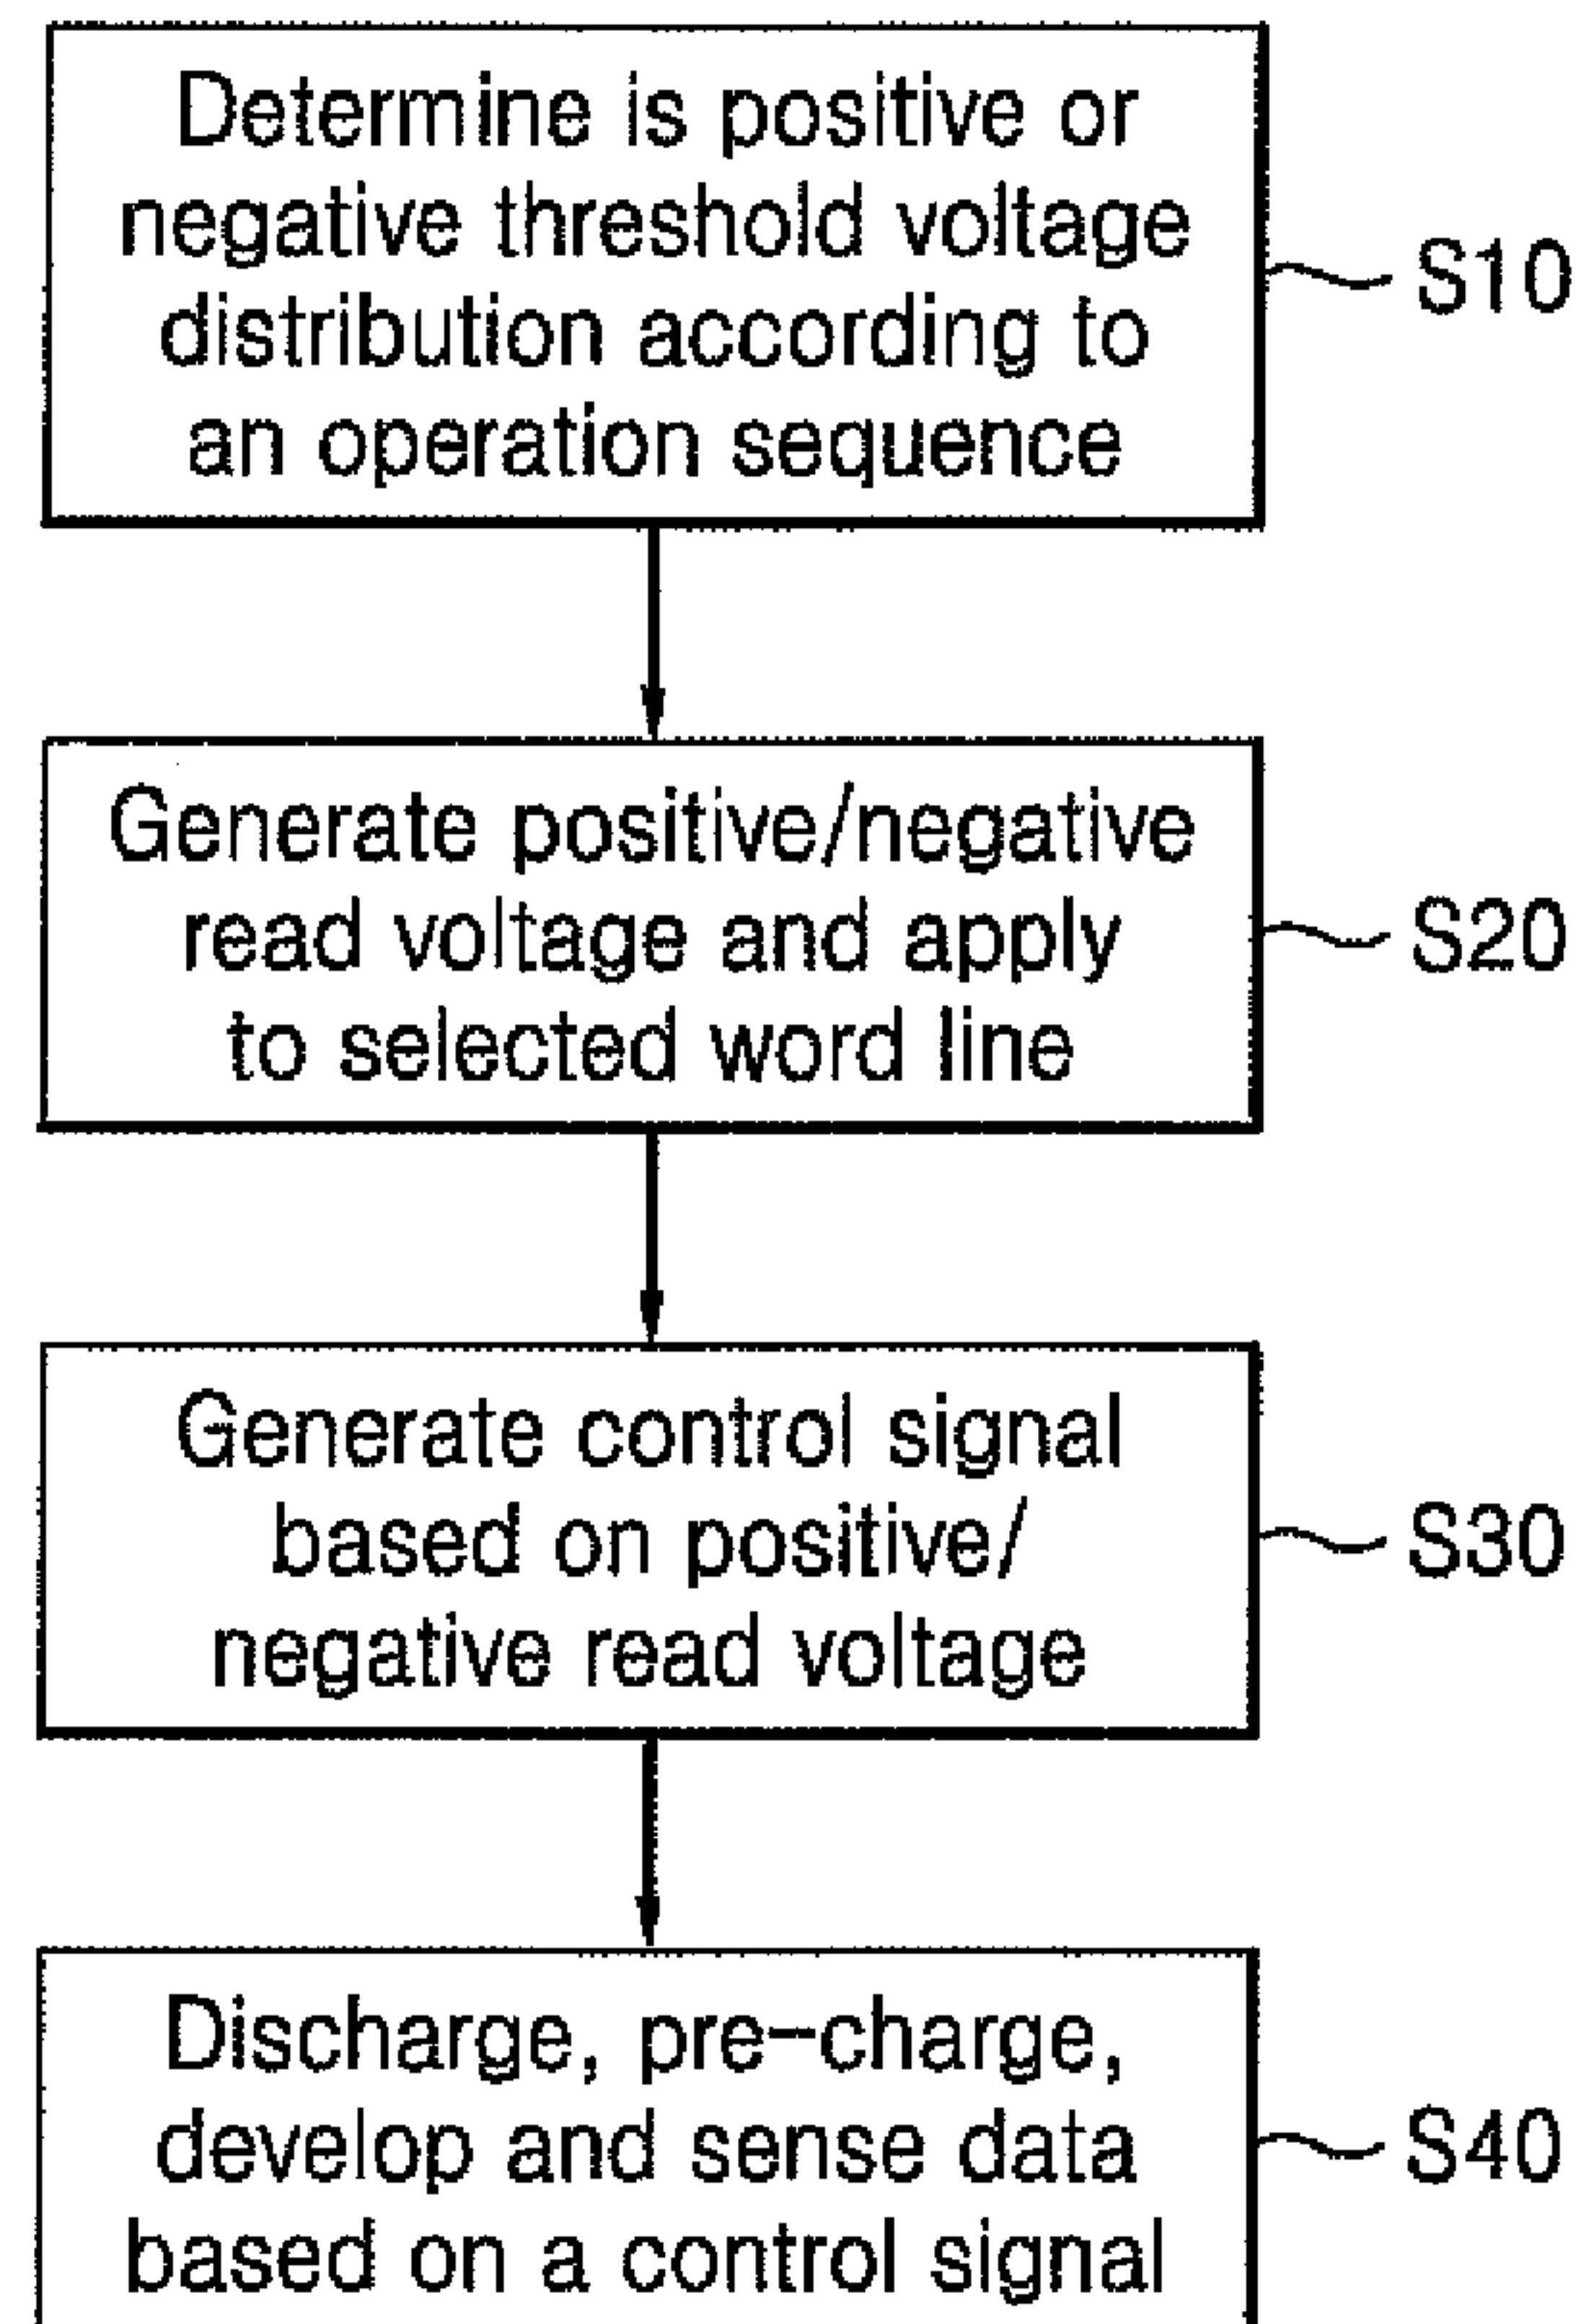 Determine is positive or
negative threshold voltage
distribution according to
an operation sequence
S10
Generate positive/negative
read voltage and apply
to selected word line
S20
Generate control signal
based on positive/
negative read voltage
S30
Discharge, pre-charge,
develop and sense data
based on a control signal
S40